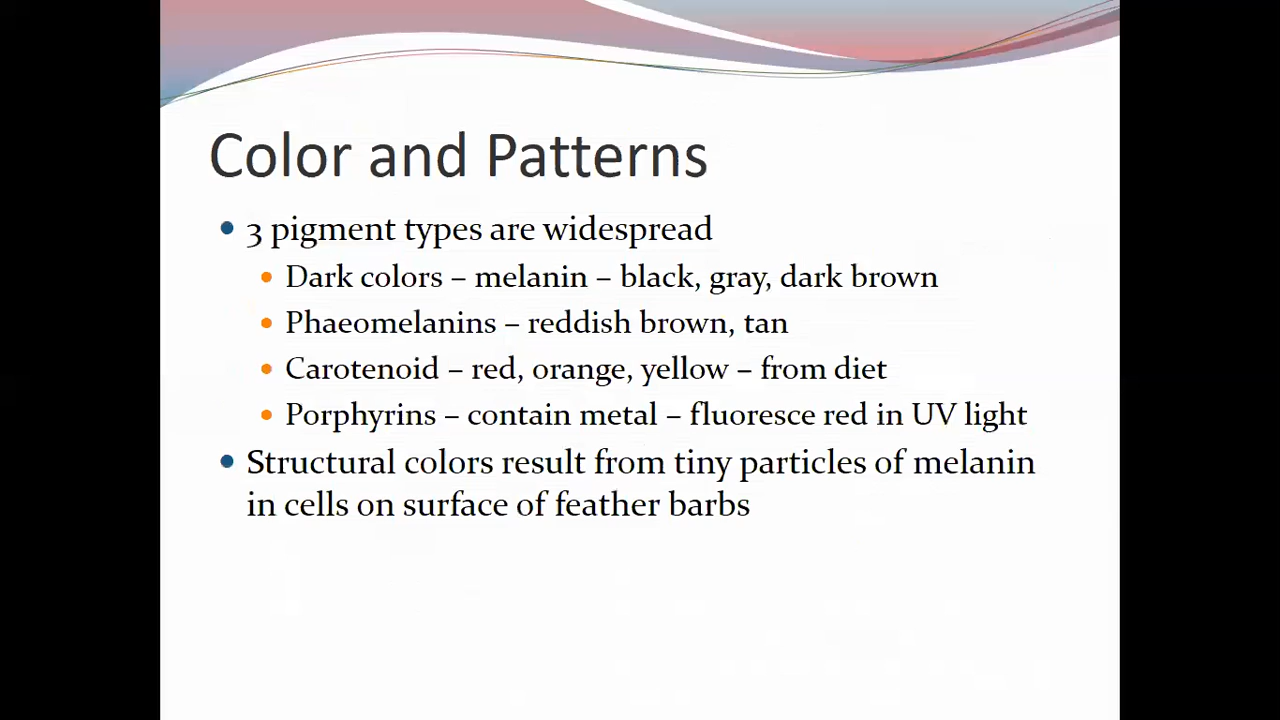 Color and Patterns
• 3 pigment types are widespread
• Dark colors – melanin – black, gray, dark brown
• Phaeomelanins – reddish brown, tan
• Carotenoid – red, orange, yellow – from diet
• Porphyrins – contain metal – fluoresce red in UV light
• Structural colors result from tiny particles of melanin
in cells on surface of feather barbs